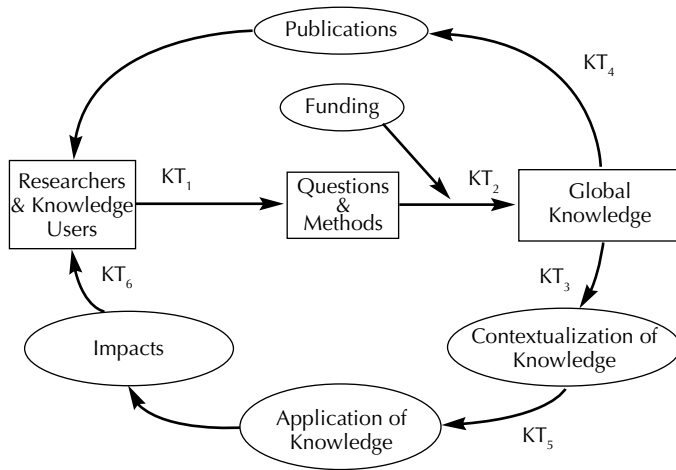 Publications
KT4
Funding
Researchers
& Knowledge
Users
KT1
Questions
&
Methods
KT2
Global
Knowledge
KT3
KT6
Impacts
Contextualization of
Knowledge
Application of
Knowledge
KT5